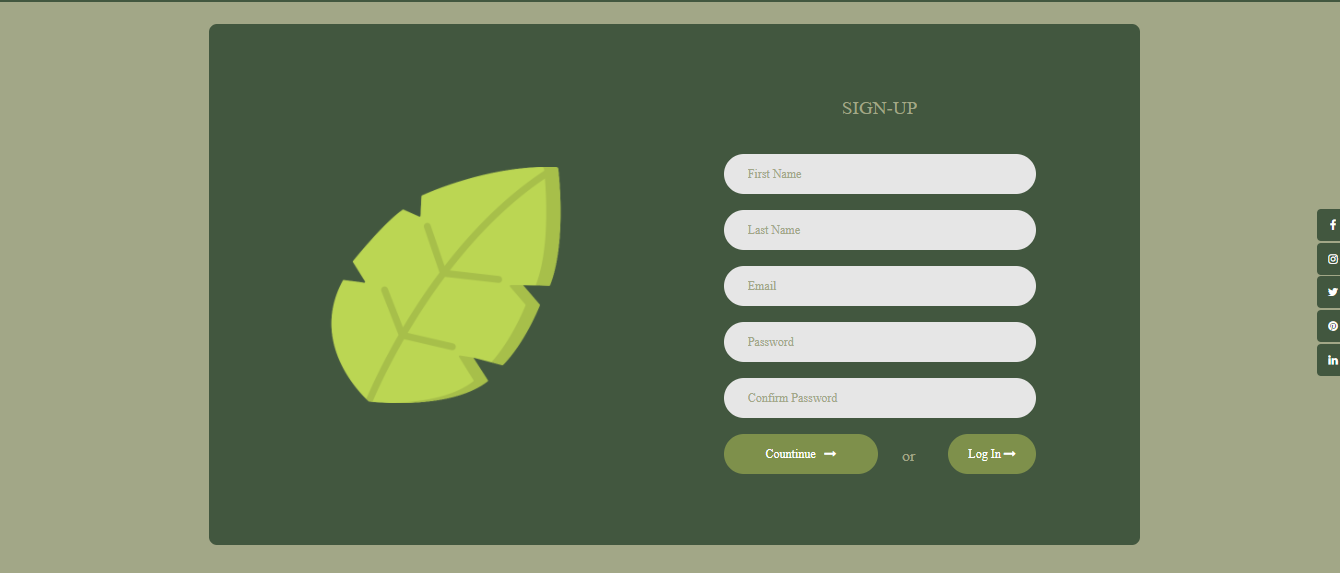 SIGN-UP
First Name
Last Name
Email
Password
Confirm Password
Countinue
or
Log In